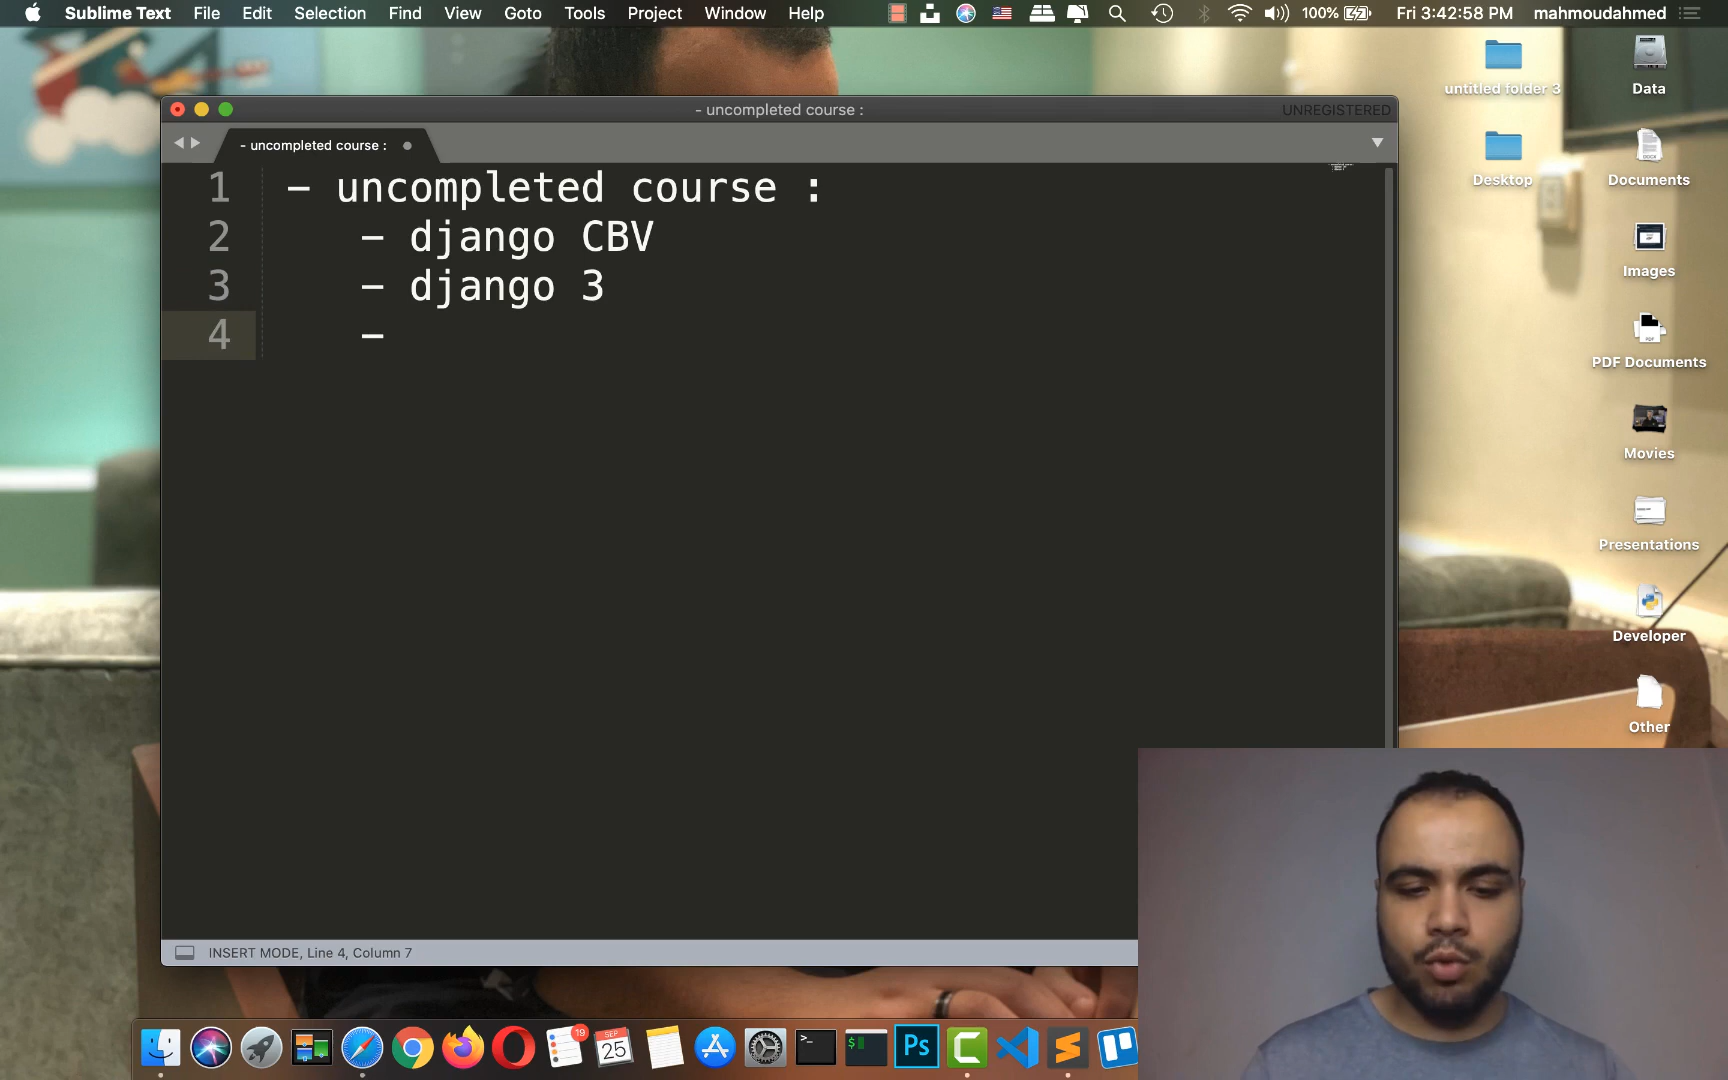 Sublime Text File Edit Selection Find View Goto Tools Project Window Help 100% Fri 3:42:58 PM mahmoudahmed
- uncompleted course :
UNREGISTERED
- uncompleted course :
1 - uncompleted course :
2 - django CBV
3 - django 3
4 -
INSERT MODE, Line 4, Column 7
untitled folder 3
Data
Desktop
Documents
Images
PDF Documents
Movies
Presentations
Developer
Other
19
SEP
25
>_
$
Ps